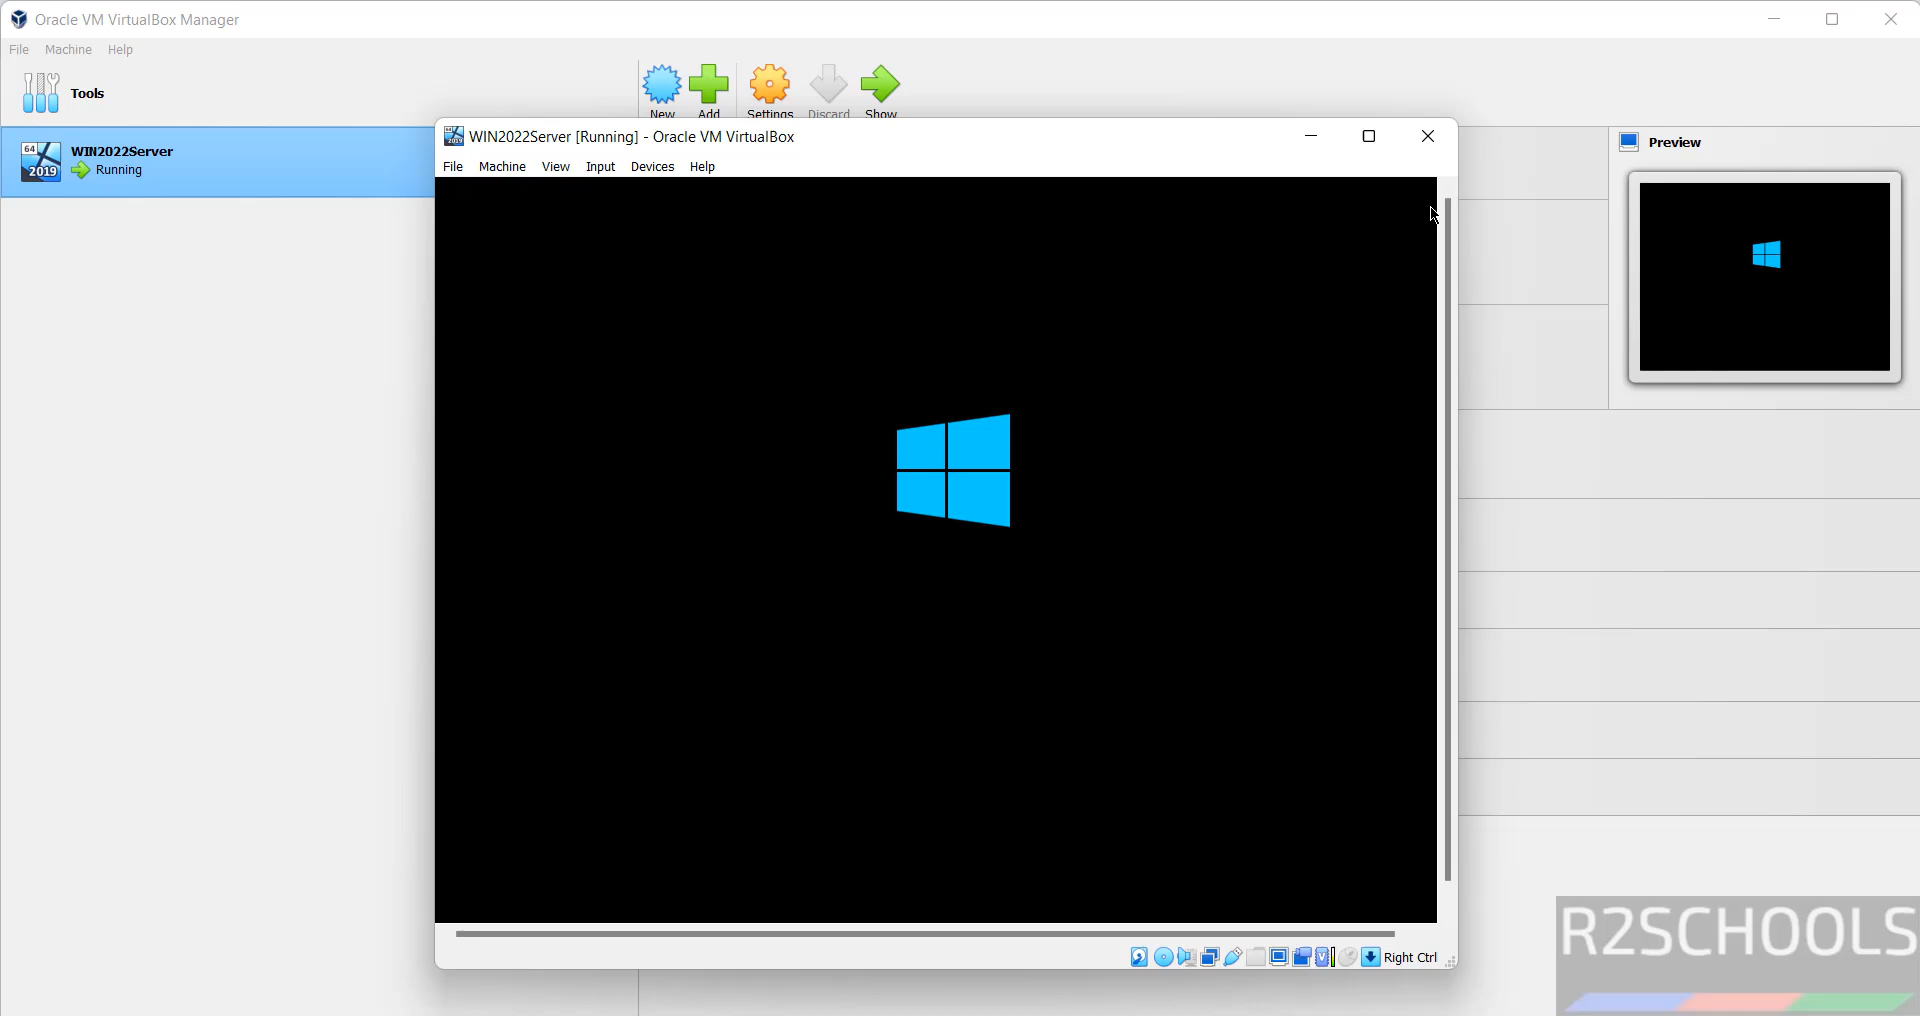 Oracle VM VirtualBox Manager
File Machine Help
Tools
New Add Settings Discard Show
64
2019
WIN2022Server
Running
WIN2022Server [Running] - Oracle VM VirtualBox
File Machine View Input Devices Help
Preview
Right Ctrl
R2SCHOOLS